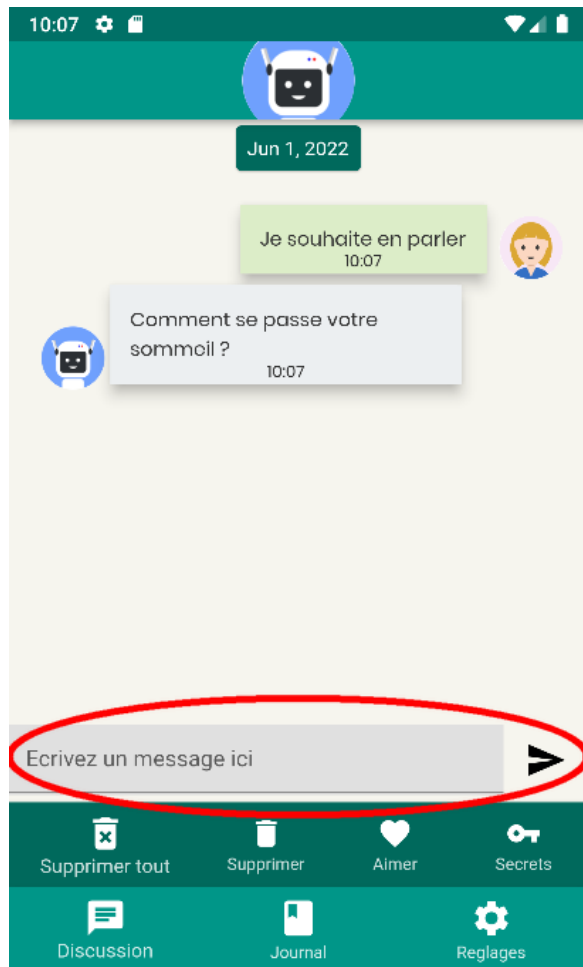 10:07
Jun 1, 2022
Je souhaite en parler
10:07
Comment se passe votre
sommeil ?
10:07
Ecrivez un message ici
Supprimer tout
Supprimer
Aimer
Secrets
Discussion
Journal
Reglages